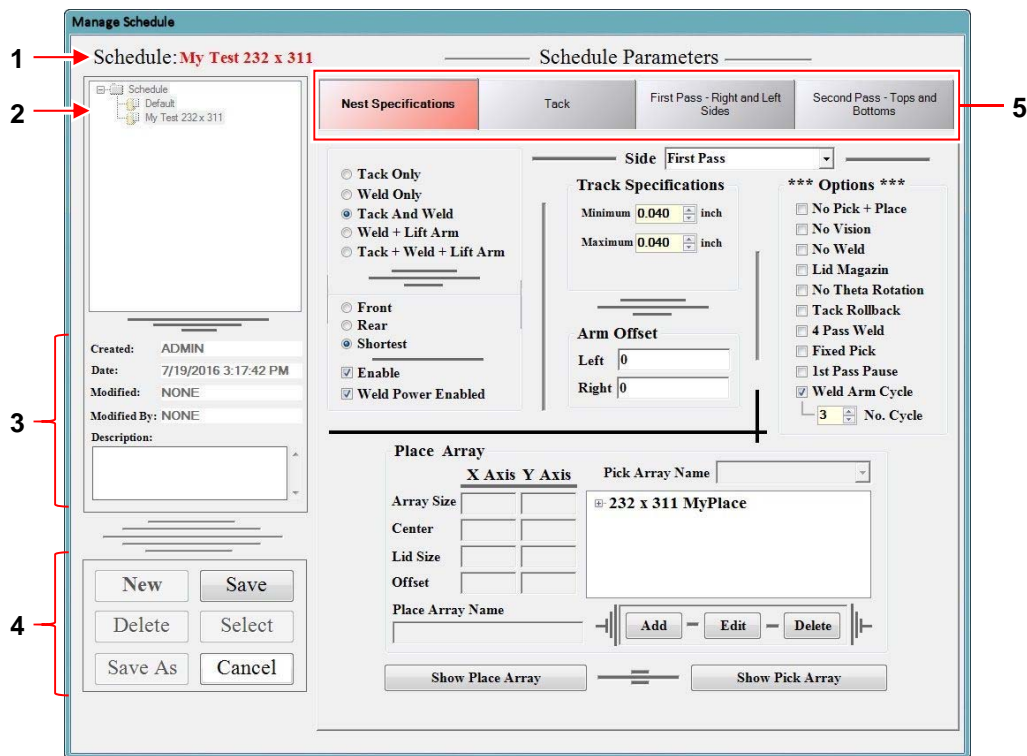 Manage Schedule
1
Schedule: My Test 232 x 311
Schedule Parameters
2
Schedule
Default
My Test 232 x 311
5
Nest Specifications
Tack
First Pass - Right and Left
Sides
Second Pass - Tops and
Bottoms
Side First Pass
Tack Only
Weld Only
Tack And Weld
Weld + Lift Arm
Tack + Weld + Lift Arm
Front
Rear
Shortest
Enable
Weld Power Enabled
Track Specifications
Minimum 0.040 inch
Maximum 0.040 inch
Arm Offset
Left 0
Right 0
*** Options ***
No Pick + Place
No Vision
No Weld
Lid Magazin
No Theta Rotation
Tack Rollback
4 Pass Weld
Fixed Pick
1st Pass Pause
Weld Arm Cycle
3 No. Cycle
3
Created: ADMIN
Date: 7/19/2016 3:17:42 PM
Modified: NONE
Modified By: NONE
Description:
4
New Save
Delete Select
Save As Cancel
Place Array
X Axis Y Axis
Array Size
Center
Lid Size
Offset
Place Array Name
Pick Array Name
232 x 311 MyPlace
Add Edit Delete
Show Place Array Show Pick Array